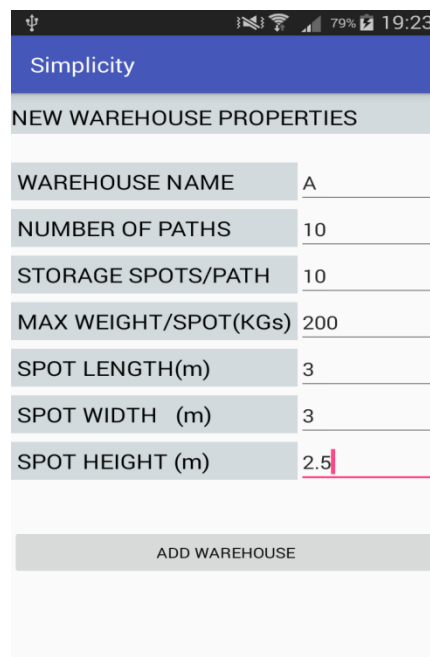 79% 19:23
Simplicity
NEW WAREHOUSE PROPERTIES
WAREHOUSE NAME A
NUMBER OF PATHS 10
STORAGE SPOTS/PATH 10
MAX WEIGHT/SPOT(KGs) 200
SPOT LENGTH(m) 3
SPOT WIDTH (m) 3
SPOT HEIGHT (m) 2.5
ADD WAREHOUSE